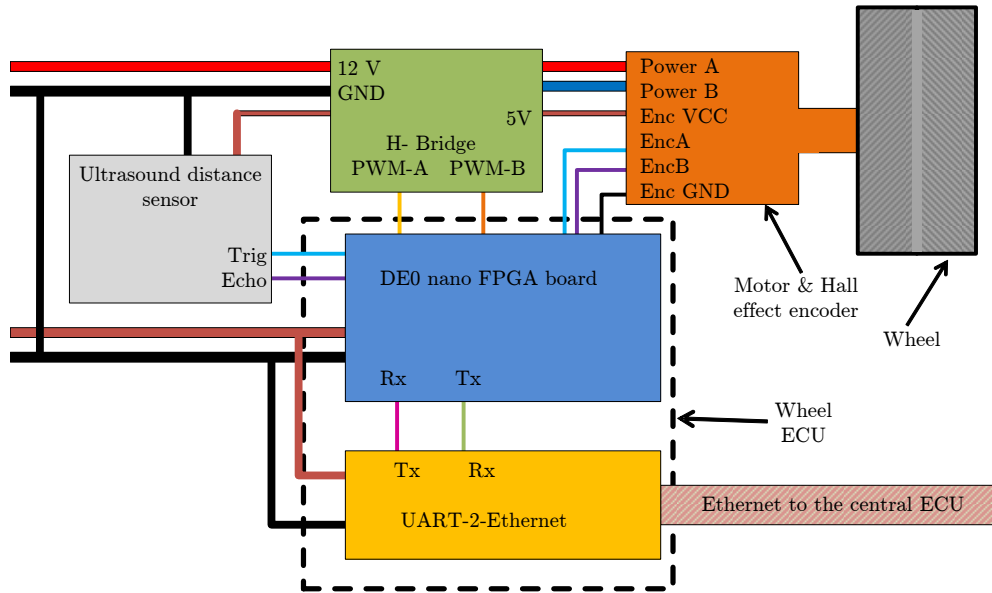 12 V
GND
5V
H- Bridge
PWM-A
PWM-B
Power A
Power B
Enc VCC
EncA
EncB
Enc GND
Ultrasound distance
sensor
Trig
Echo
DE0 nano FPGA board
Rx
Tx
Motor & Hall
effect encoder
Wheel
Wheel
ECU
Tx
Rx
UART-2-Ethernet
Ethernet to the central ECU